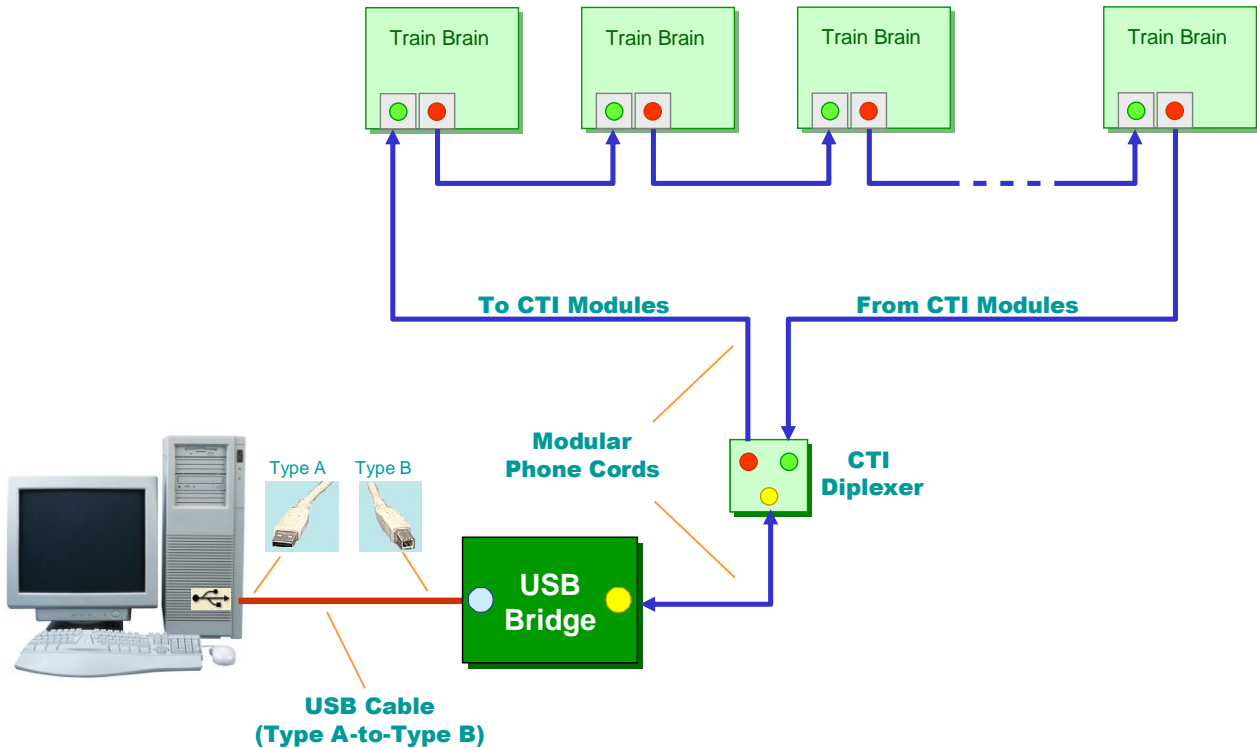 Train Brain
Train Brain
Train Brain
Train Brain
To CTI Modules
From CTI Modules
Modular
Phone Cords
CTI
Diplexer
Type A
Type B
USB
Bridge
USB Cable
(Type A-to-Type B)